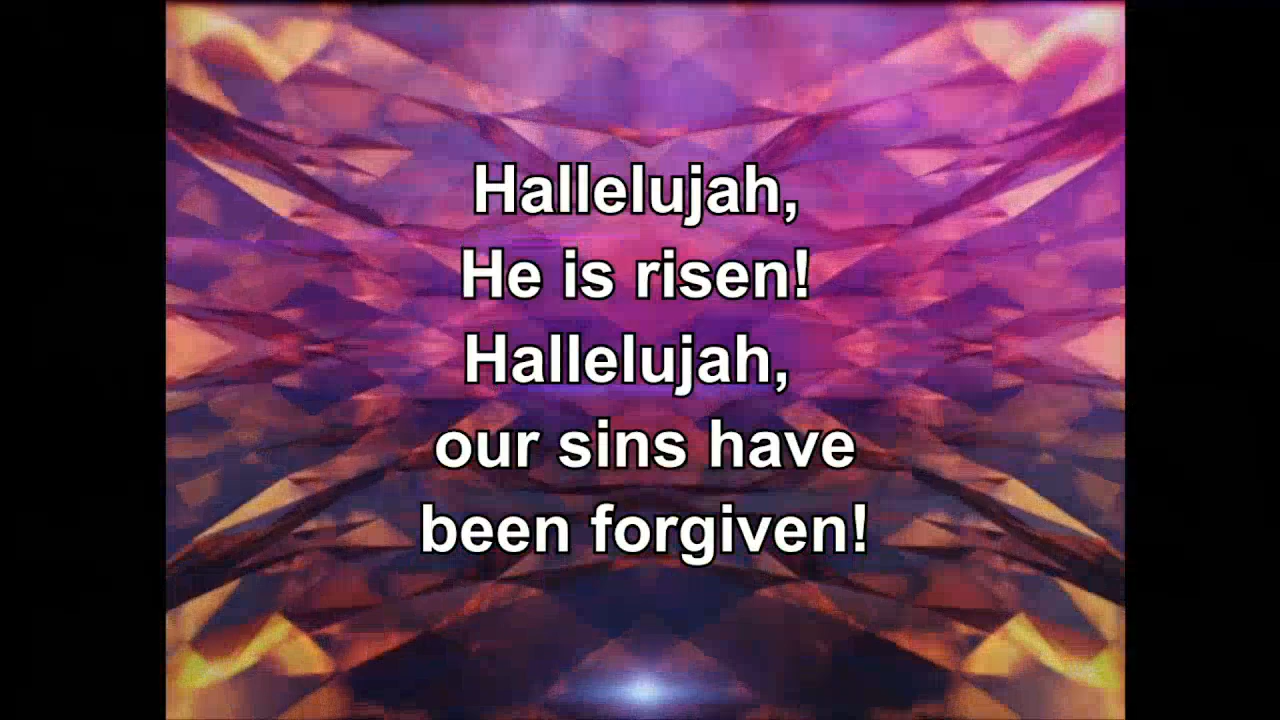 Hallelujah,
He is risen!
Hallelujah,
our sins have
been forgiven!